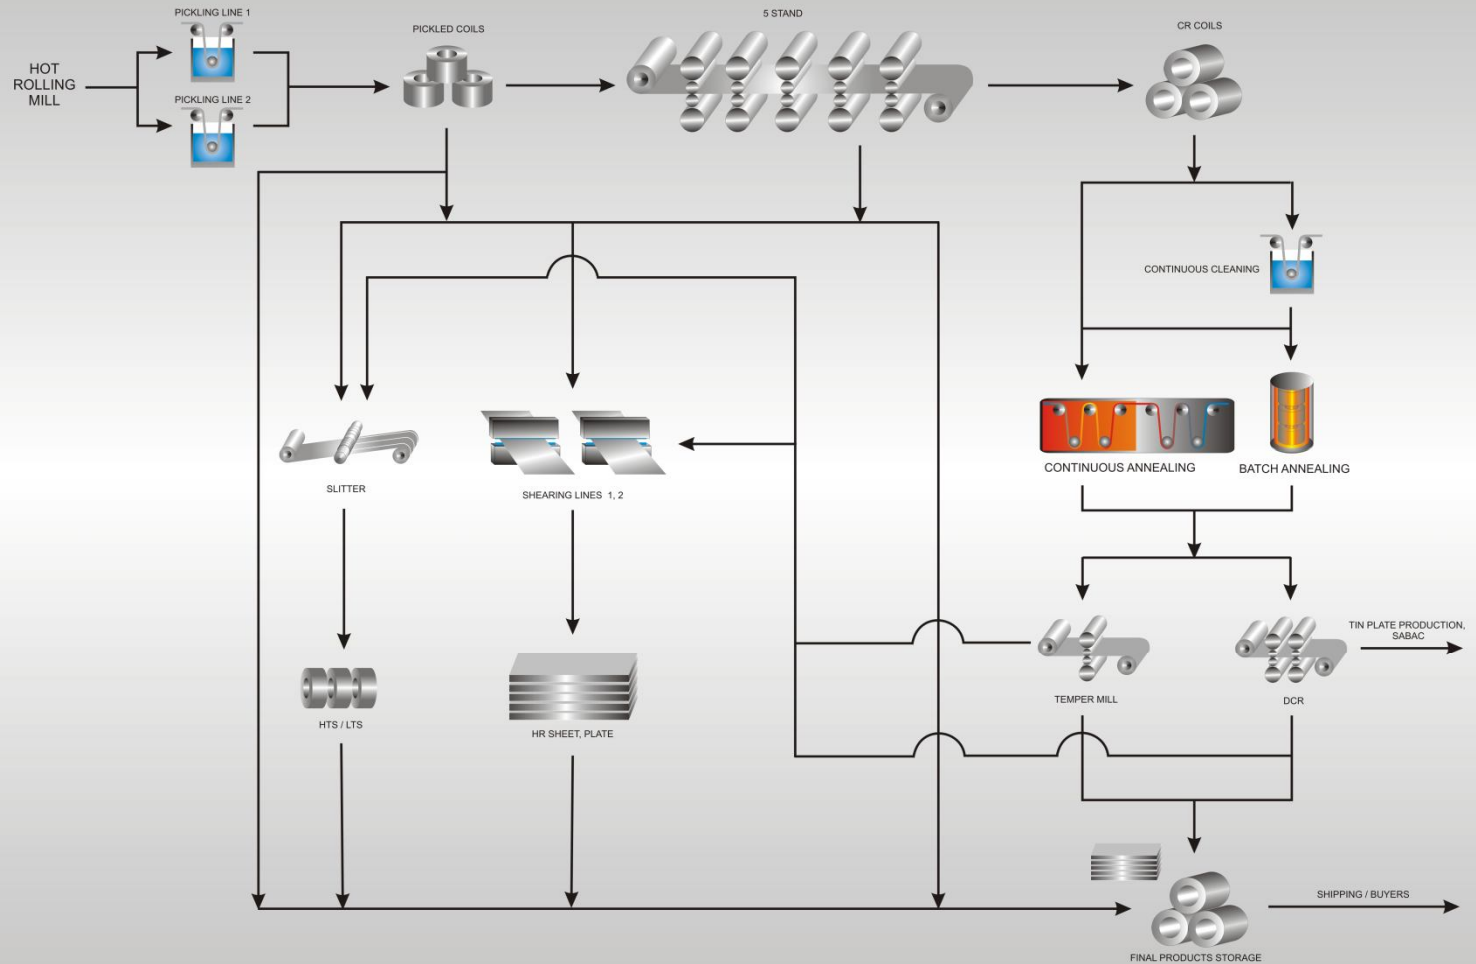 PICKLING LINE 1
5 STAND
PICKLED COILS
CR COILS
HOT
ROLLING
MILL
PICKLING LINE 2
CONTINUOUS CLEANING
CONTINUOUS ANNEALING
BATCH ANNEALING
SLITTER
SHEARING LINES 1, 2
TIN PLATE PRODUCTION,
SABAC
TEMPER MILL
DCR
HTS / LTS
HR SHEET, PLATE
SHIPPING / BUYERS
FINAL PRODUCTS STORAGE